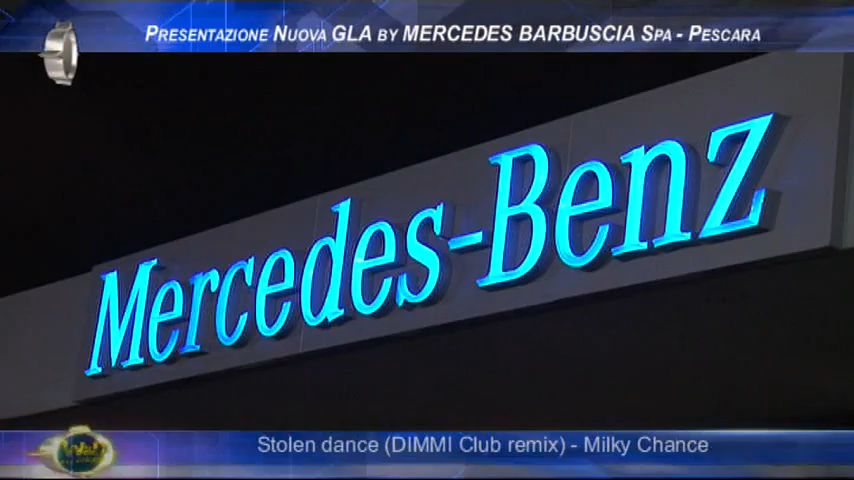 PRESENTAZIONE NUOVA GLA BY MERCEDES BARBUSCIA SPA - PESCARA
Mercedes-Benz
Stolen dance (DIMMI Club remix) - Milky Chance